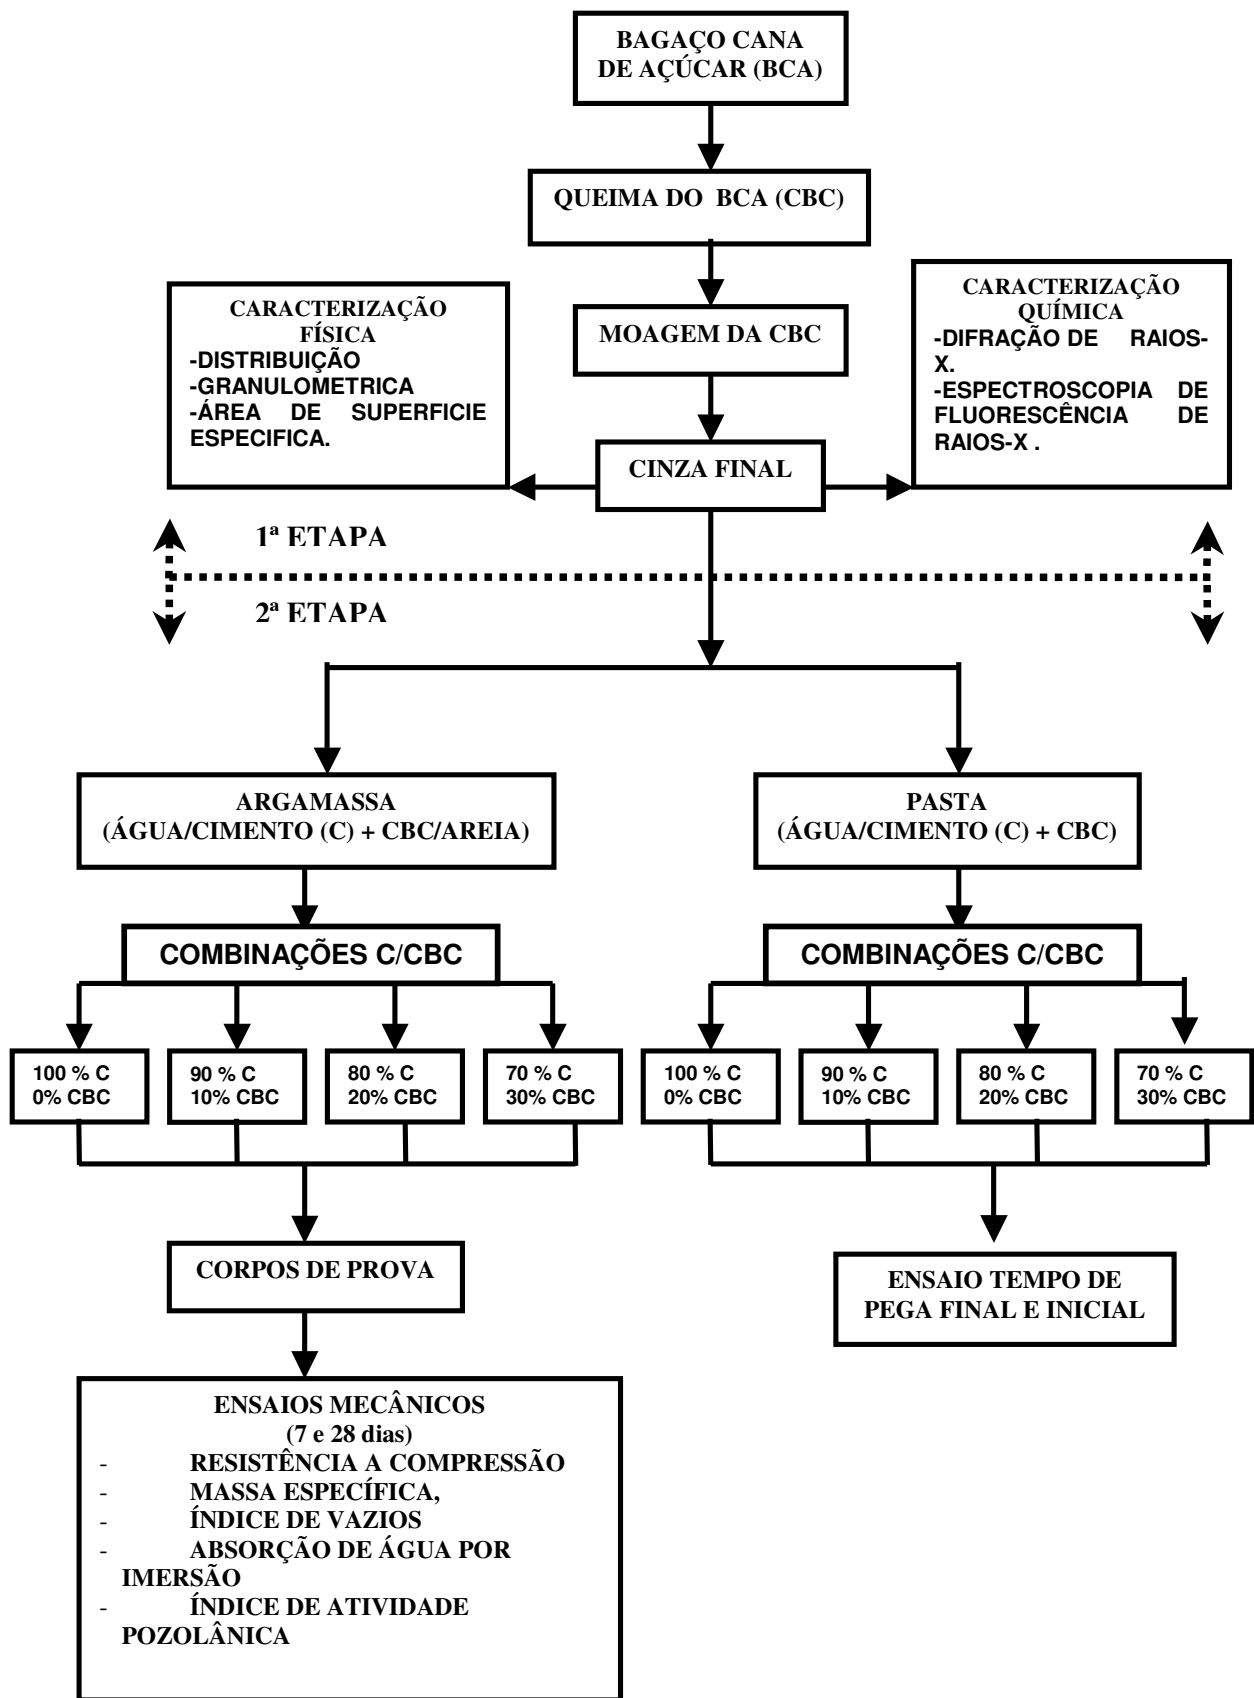 BAGAÇO CANA
DE AÇÚCAR (BCA)
QUEIMA DO BCA (CBC)
CARACTERIZAÇÃO
FÍSICA
-DISTRIBUIÇÃO
-GRANULOMETRICA
-ÁREA DE SUPERFICIE
ESPECIFICA.
MOAGEM DA CBC
CARACTERIZAÇÃO
QUÍMICA
-DIFRAÇÃO DE RAIOS-
X.
-ESPECTROSCOPIA DE
FLUORESCÊNCIA DE
RAIOS-X .
CINZA FINAL
1ª ETAPA
2ª ETAPA
ARGAMASSA
(ÁGUA/CIMENTO (C) + CBC/AREIA)
PASTA
(ÁGUA/CIMENTO (C) + CBC)
COMBINAÇÕES C/CBC
COMBINAÇÕES C/CBC
100 % C
0% CBC
90 % C
10% CBC
80 % C
20% CBC
70 % C
30% CBC
100 % C
0% CBC
90 % C
10% CBC
80 % C
20% CBC
70 % C
30% CBC
CORPOS DE PROVA
ENSAIO TEMPO DE
PEGA FINAL E INICIAL
ENSAIOS MECÂNICOS
(7 e 28 dias)
- RESISTÊNCIA A COMPRESSÃO
- MASSA ESPECÍFICA,
- ÍNDICE DE VAZIOS
- ABSORÇÃO DE ÁGUA POR
IMERSÃO
- ÍNDICE DE ATIVIDADE
POZOLÂNICA